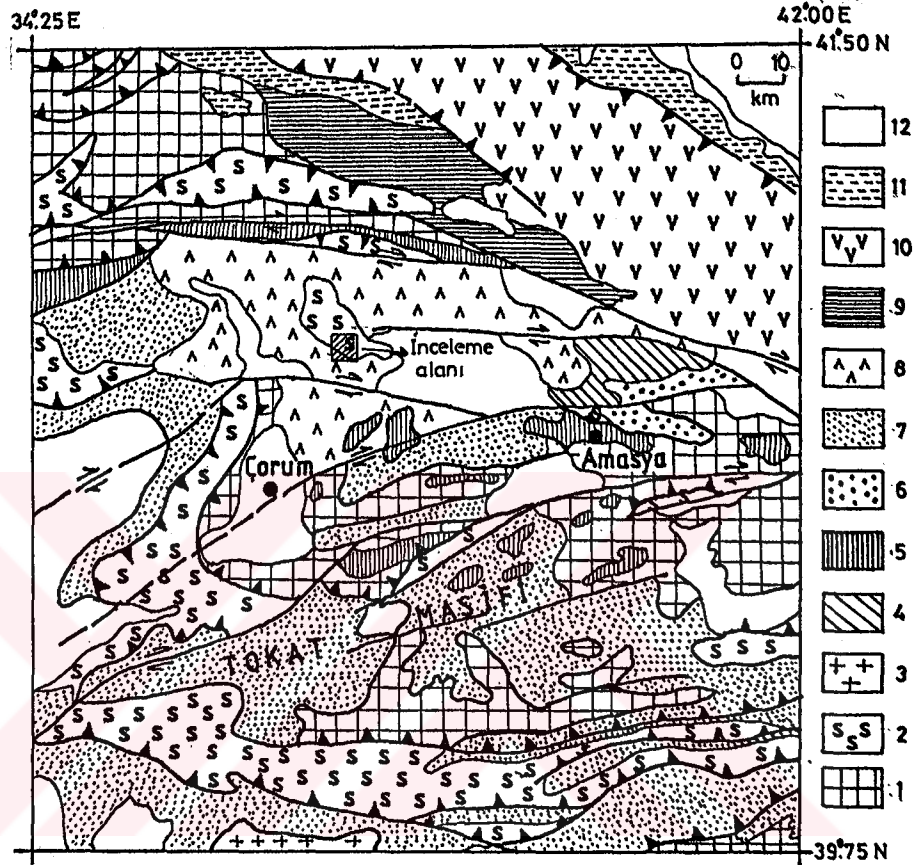 34°.25 E
42°.00 E
41°.50 N
0 10
km
12
11
10
9
8
7
6
5
4
3
2
1
İnceleme
alanı
Çorum
Amasya
TOKAT MASİFİ
39°.75 N